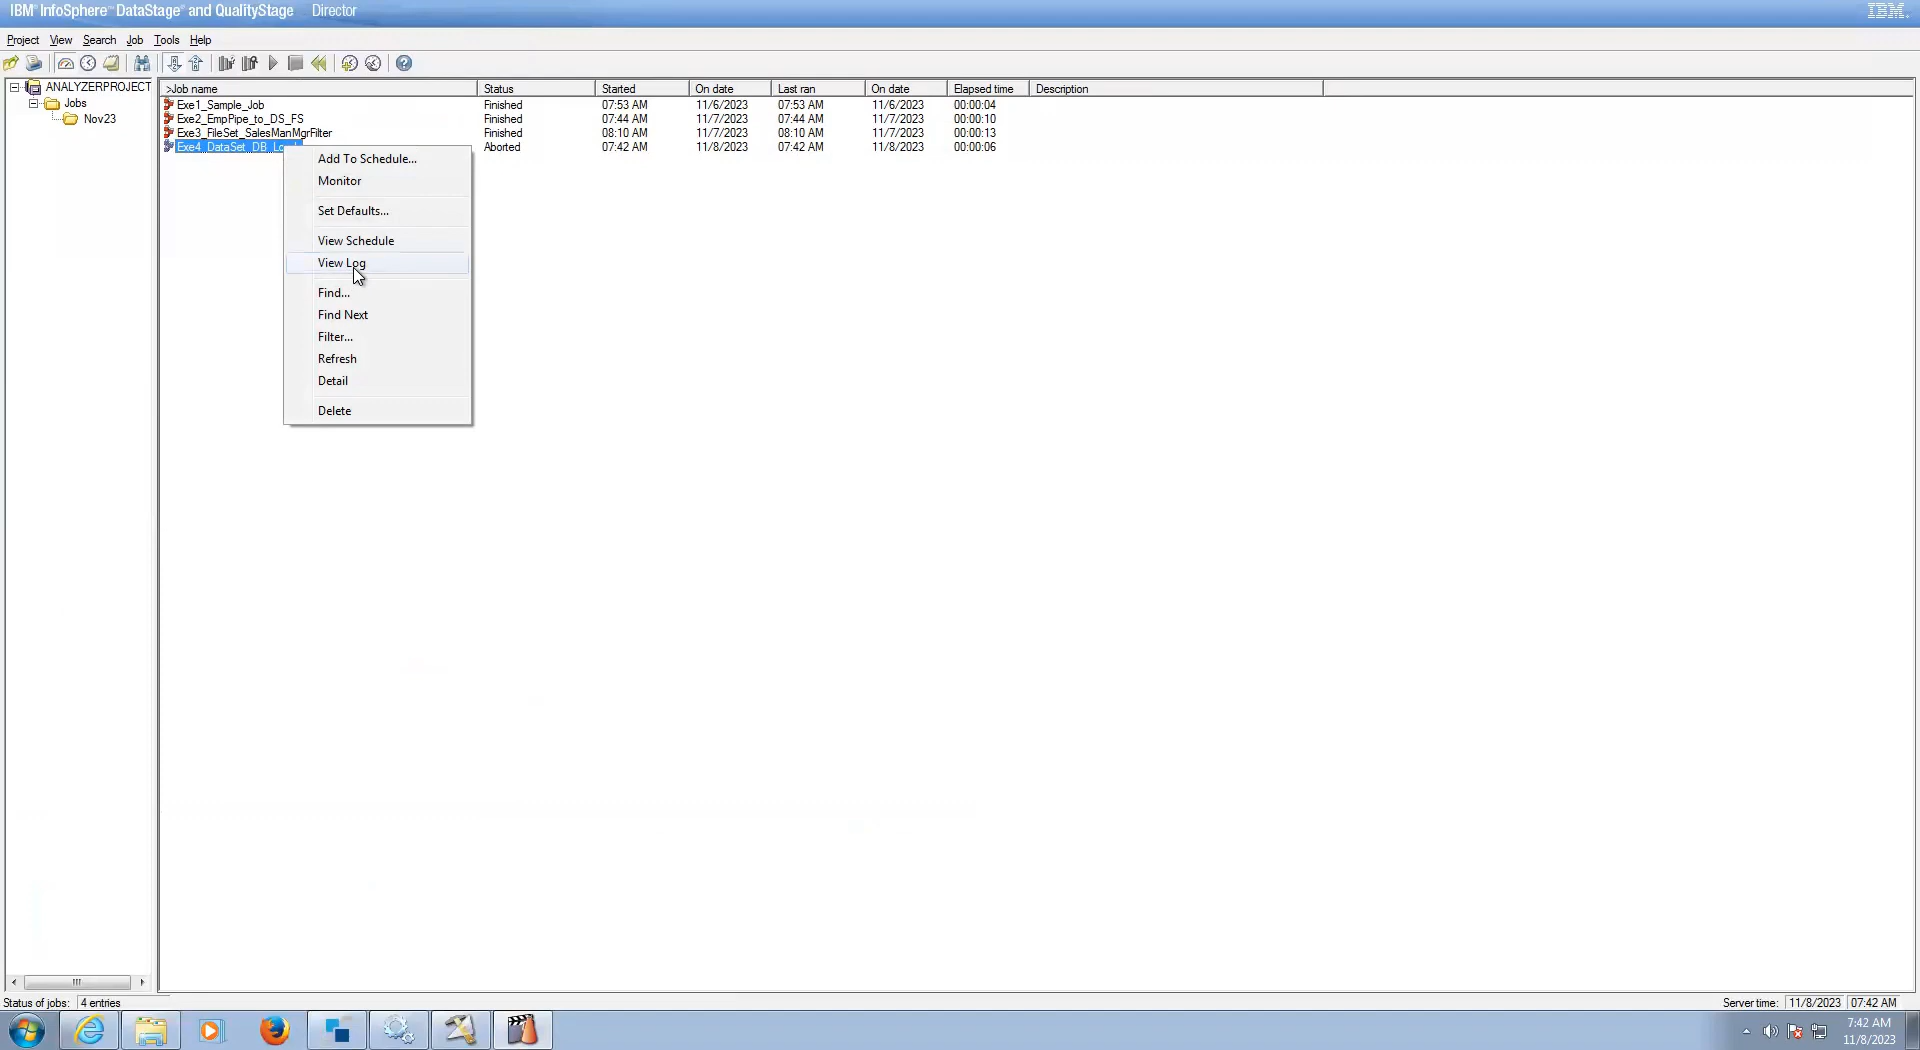 IBM® InfoSphere™ DataStage® and QualityStage Director IBM.
Project View Search Job Tools Help
ANALYZERPROJECT
Jobs
Nov23
>Job name Status Started On date Last ran On date Elapsed time Description
Exe1_Sample_Job Finished 07:53 AM 11/6/2023 07:53 AM 11/6/2023 00:00:04
Exe2_EmpPipe_to_DS_FS Finished 07:44 AM 11/7/2023 07:44 AM 11/7/2023 00:00:10
Exe3_FileSet_SalesManMgrFilter Finished 08:10 AM 11/7/2023 08:10 AM 11/7/2023 00:00:13
Exe4_DataSet_DB_Lo Aborted 07:42 AM 11/8/2023 07:42 AM 11/8/2023 00:00:06
Add To Schedule...
Monitor
Set Defaults...
View Schedule
View Log
Find...
Find Next
Filter...
Refresh
Detail
Delete
Status of jobs: 4 entries Server time: 11/8/2023 07:42 AM
7:42 AM
11/8/2023